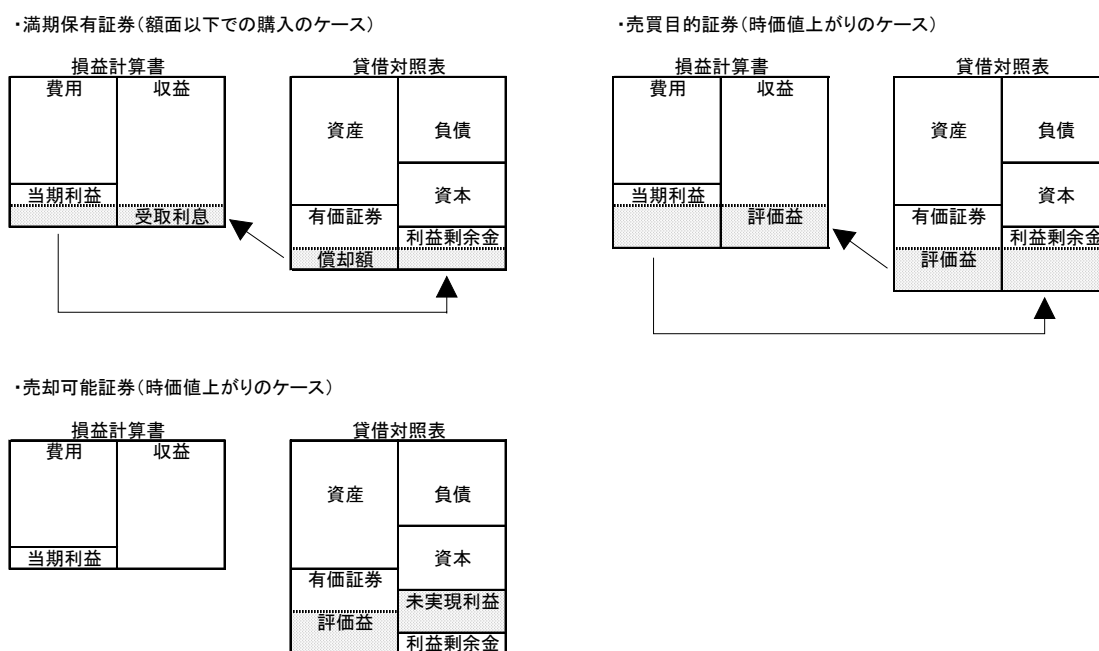 ・満期保有証券（額面以下での購入のケース）
損益計算書
貸借対照表
費用
収益
資産
負債
当期利益
資本
受取利息
有価証券
利益剰余金
償却額
・売買目的証券（時価値上がりのケース）
損益計算書
貸借対照表
費用
収益
資産
負債
当期利益
資本
評価益
有価証券
利益剰余金
評価益
・売却可能証券（時価値上がりのケース）
損益計算書
貸借対照表
費用
収益
資産
負債
当期利益
資本
有価証券
未実現利益
評価益
利益剰余金